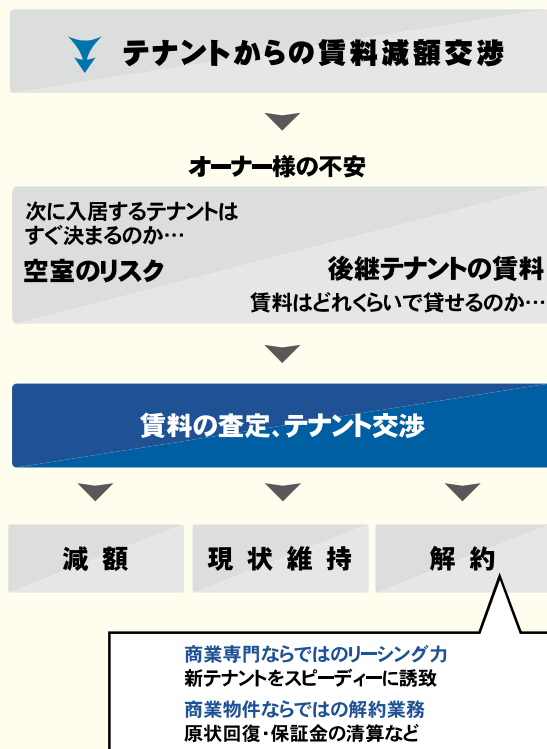 テナントからの賃料減額交渉
オーナー様の不安
次に入居するテナントは
すぐ決まるのか…
空室のリスク
後継テナントの賃料
賃料はどれくらいで貸せるのか…
賃料の査定、テナント交渉
減額
現状維持
解約
商業専門ならではのリーシング力
新テナントをスピーディーに誘致
商業物件ならではの解約業務
原状回復・保証金の清算など